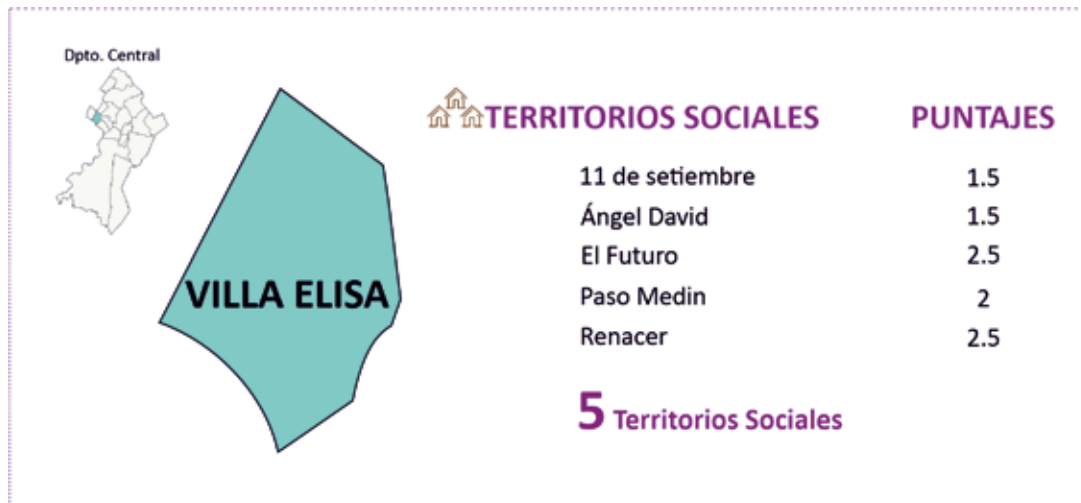 Dpto. Central
VILLA ELISA
TERRITORIOS SOCIALES PUNTAJES
11 de setiembre 1.5
Ángel David 1.5
El Futuro 2.5
Paso Medin 2
Renacer 2.5
5 Territorios Sociales